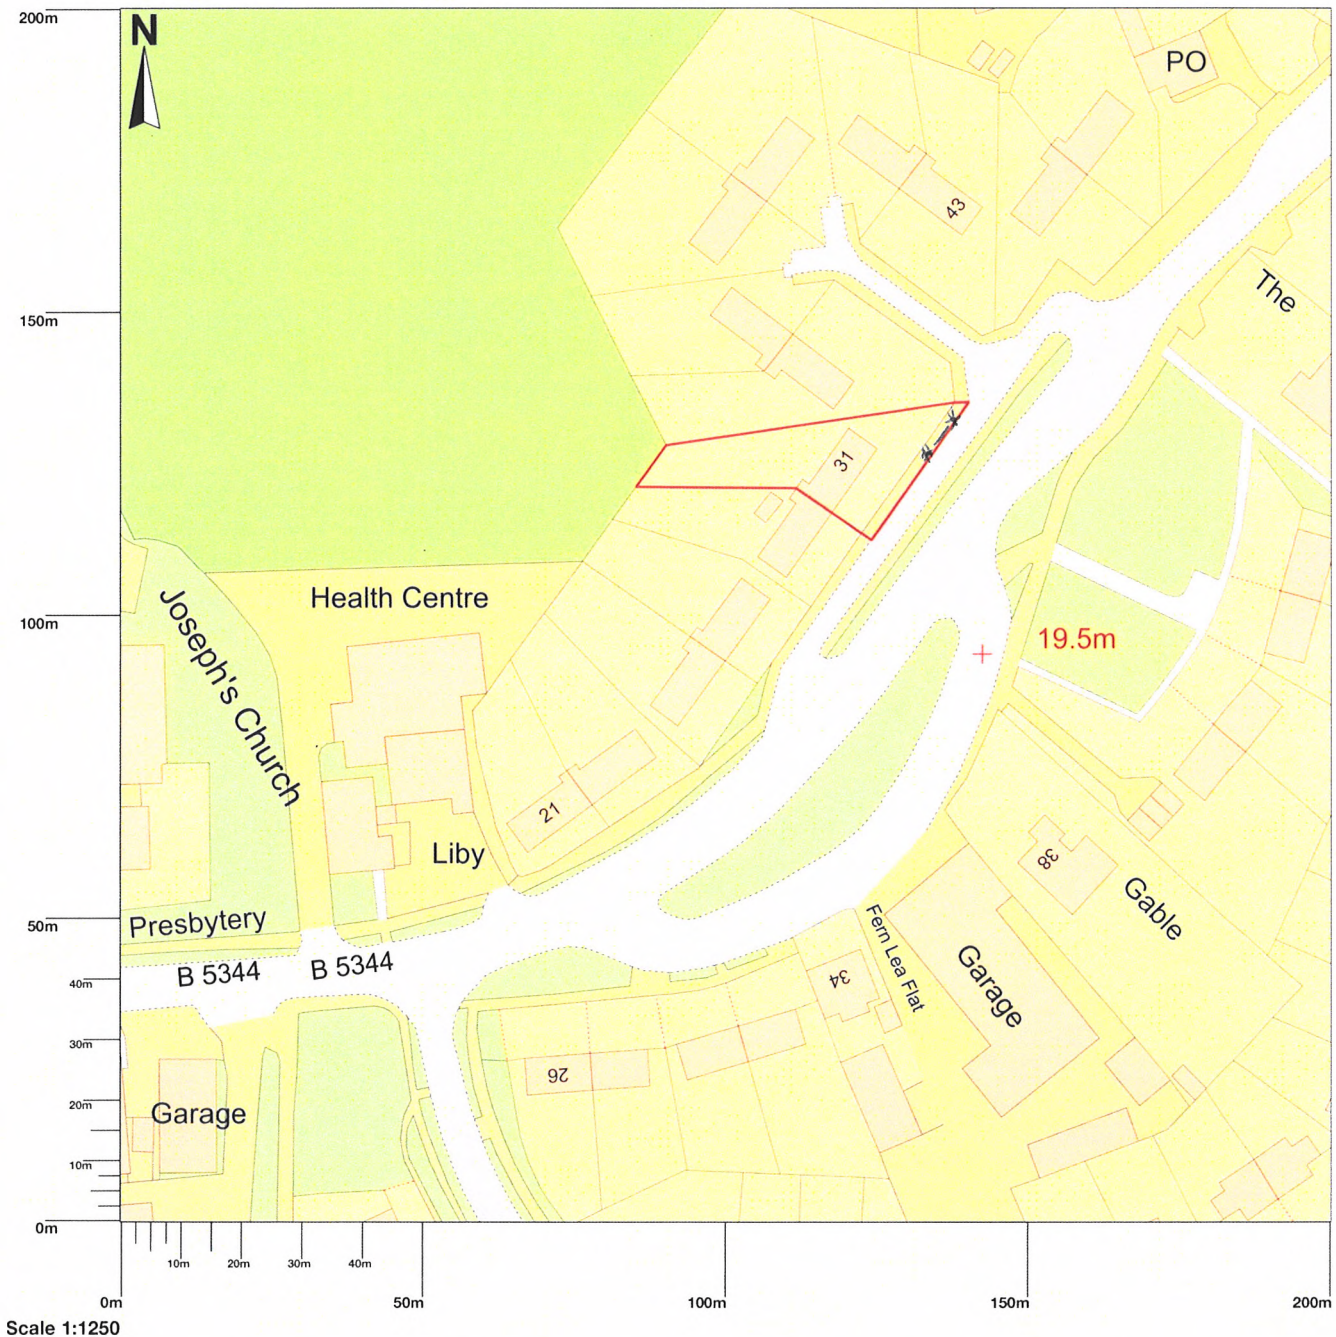 200m
N
PO
43
The
150m
31
100m
Health Centre
Joseph's Church
19.5m
21
Liby
38
Gable
50m
Presbytery
B 5344
B 5344
Fern Lea Flat
Garage
34
40m
30m
26
20m
Garage
10m
0m
10m
20m
30m
40m
0m
50m
100m
150m
200m
Scale 1:1250